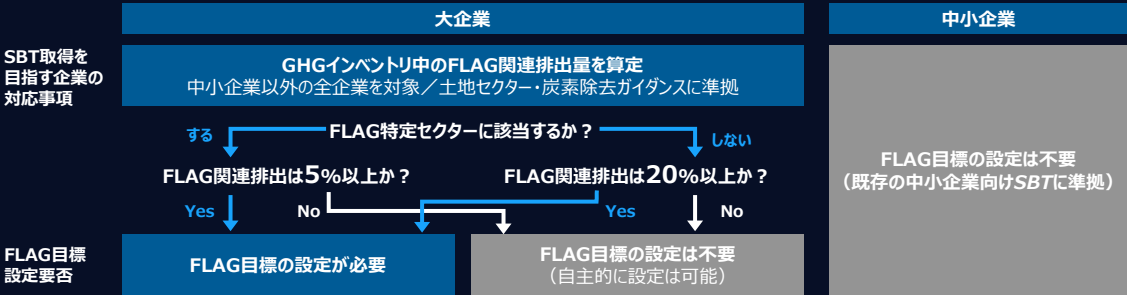 大企業
中小企業
SBT取得を
目指す企業の
対応事項
GHGインベントリ中のFLAG関連排出量を算定
中小企業以外の全企業を対象／土地セクター・炭素除去ガイダンスに準拠
FLAG特定セクターに該当するか？
する
しない
FLAG関連排出は5%以上か？
FLAG関連排出は20%以上か？
Yes
No
Yes
No
FLAG目標の設定は不要
（既存の中小企業向けSBTに準拠）
FLAG目標
設定要否
FLAG目標の設定が必要
FLAG目標の設定は不要
（自主的に設定は可能）